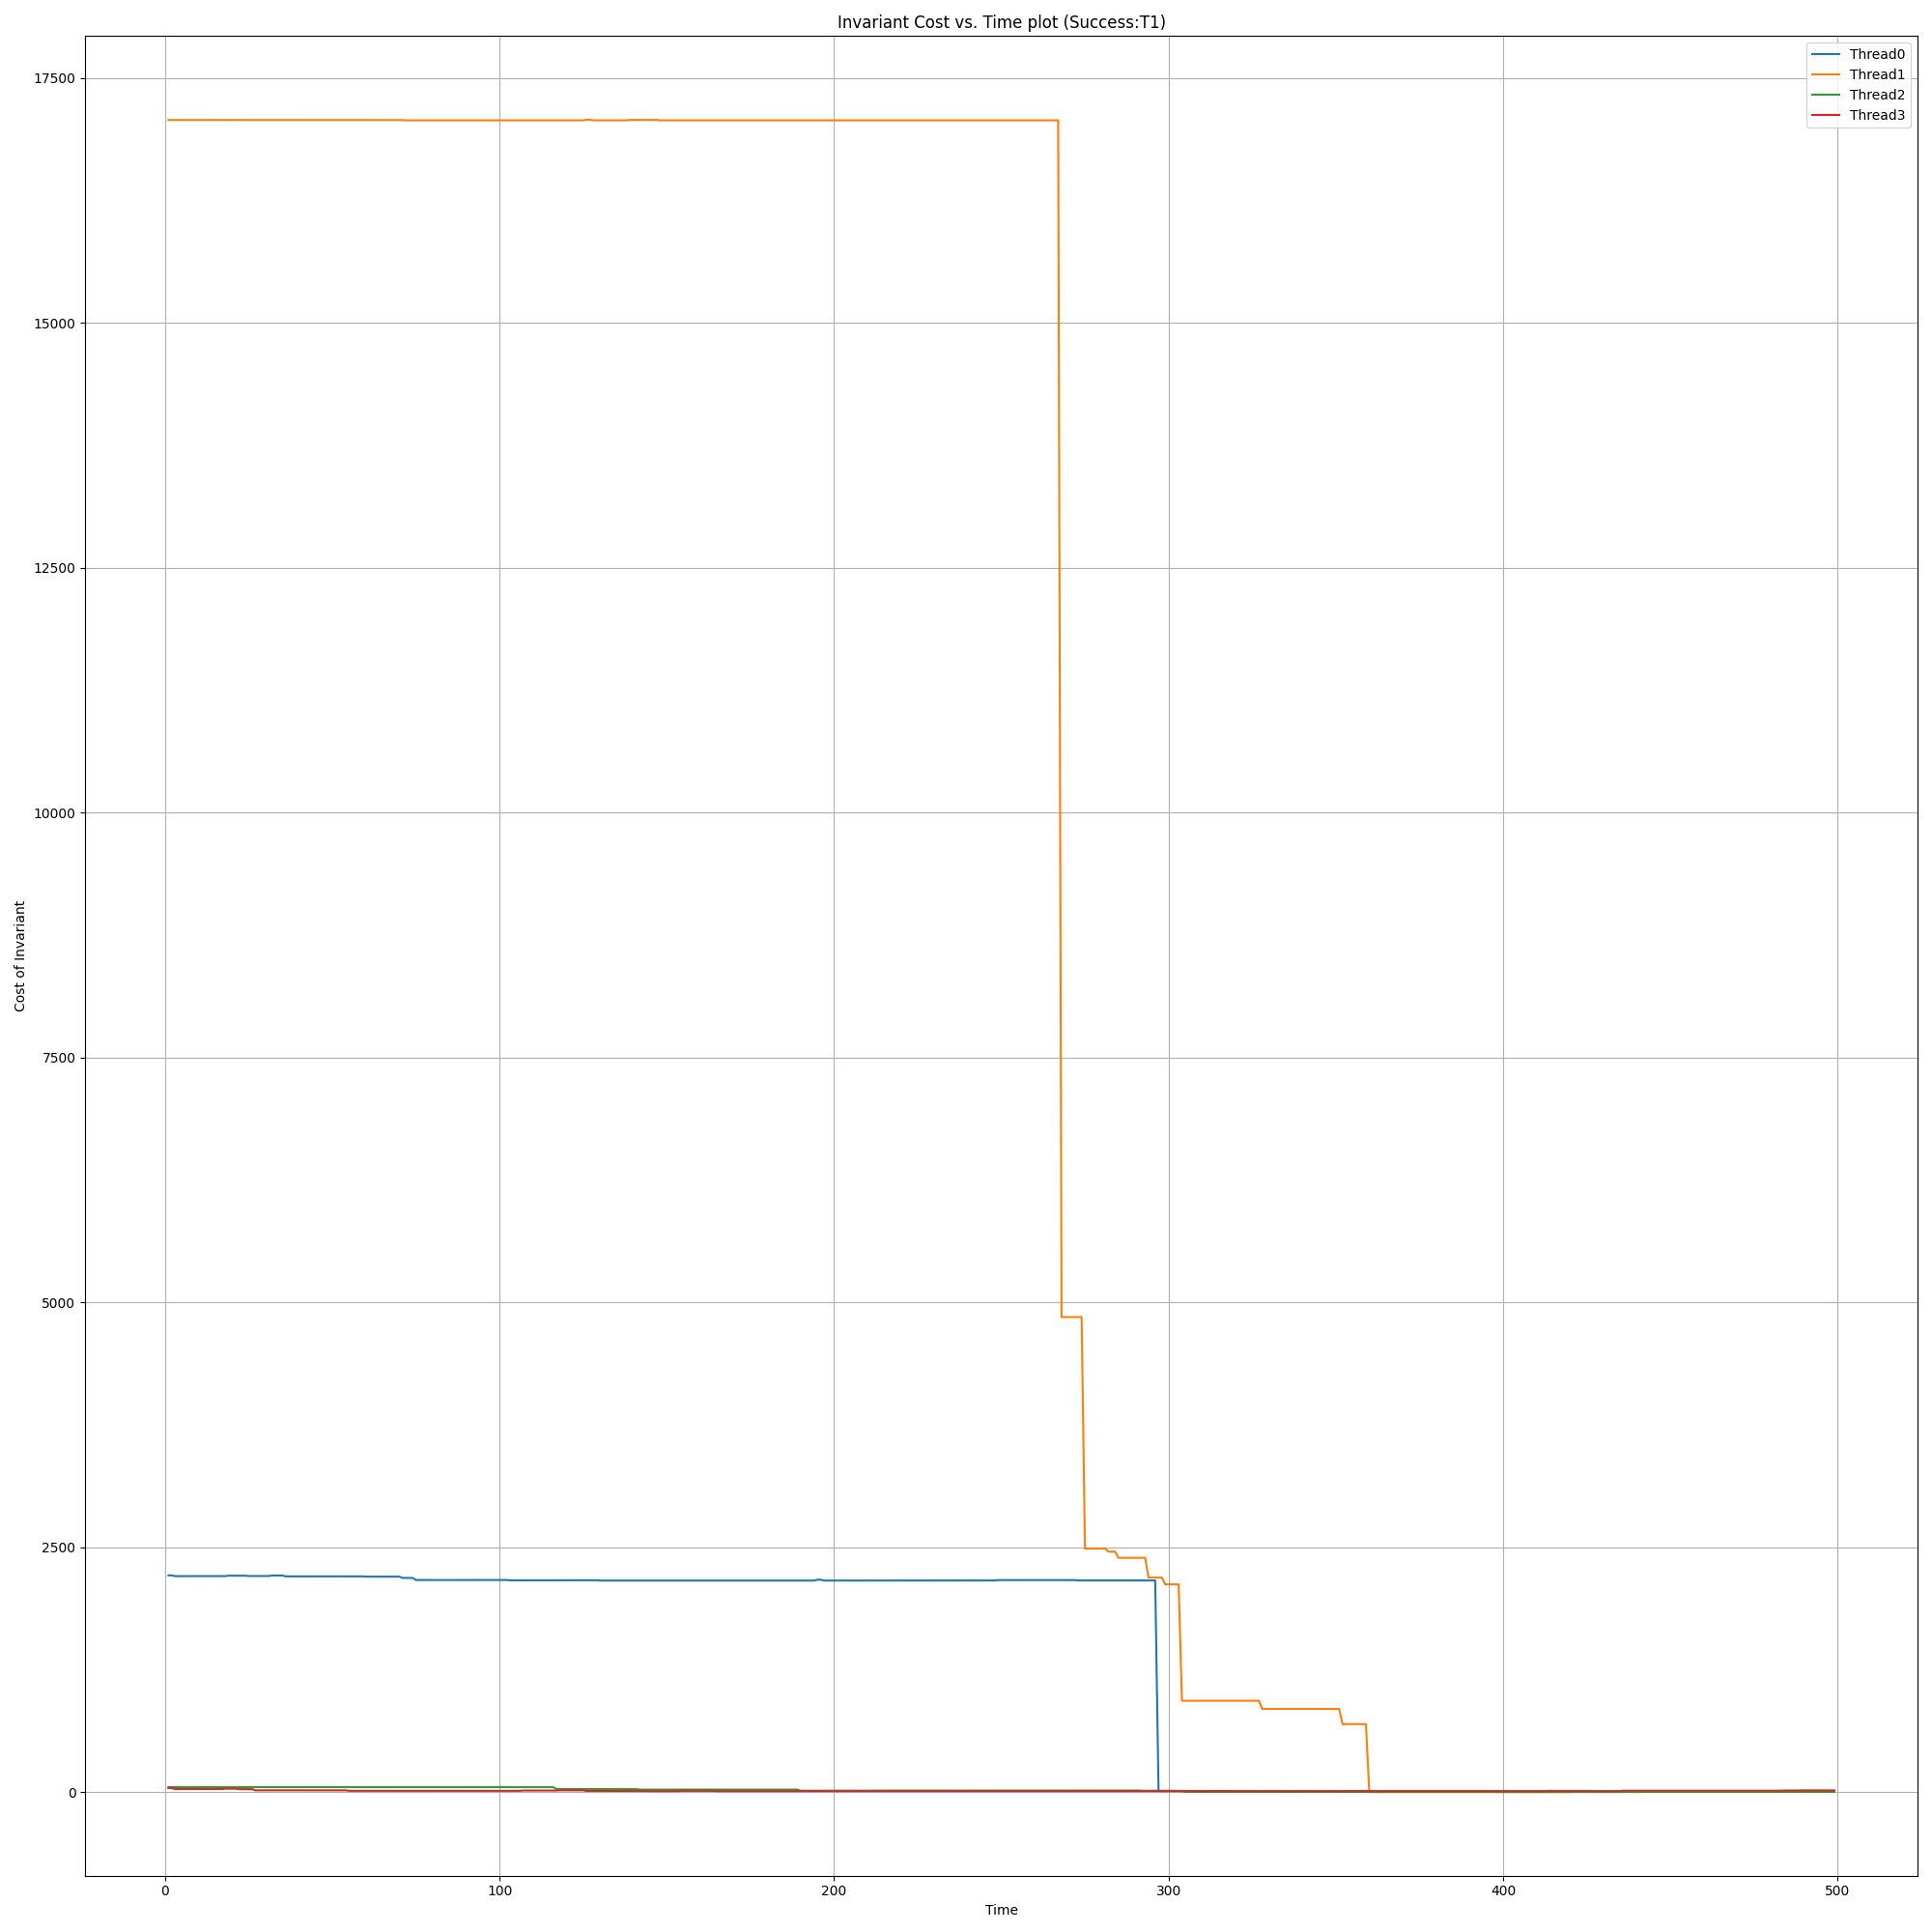 Invariant Cost vs. Time plot (Success:T1)
Thread0
Thread1
Thread2
Thread3
17500
15000
12500
10000
7500
5000
2500
0
Cost of Invariant
0 100 200 300 400 500
Time